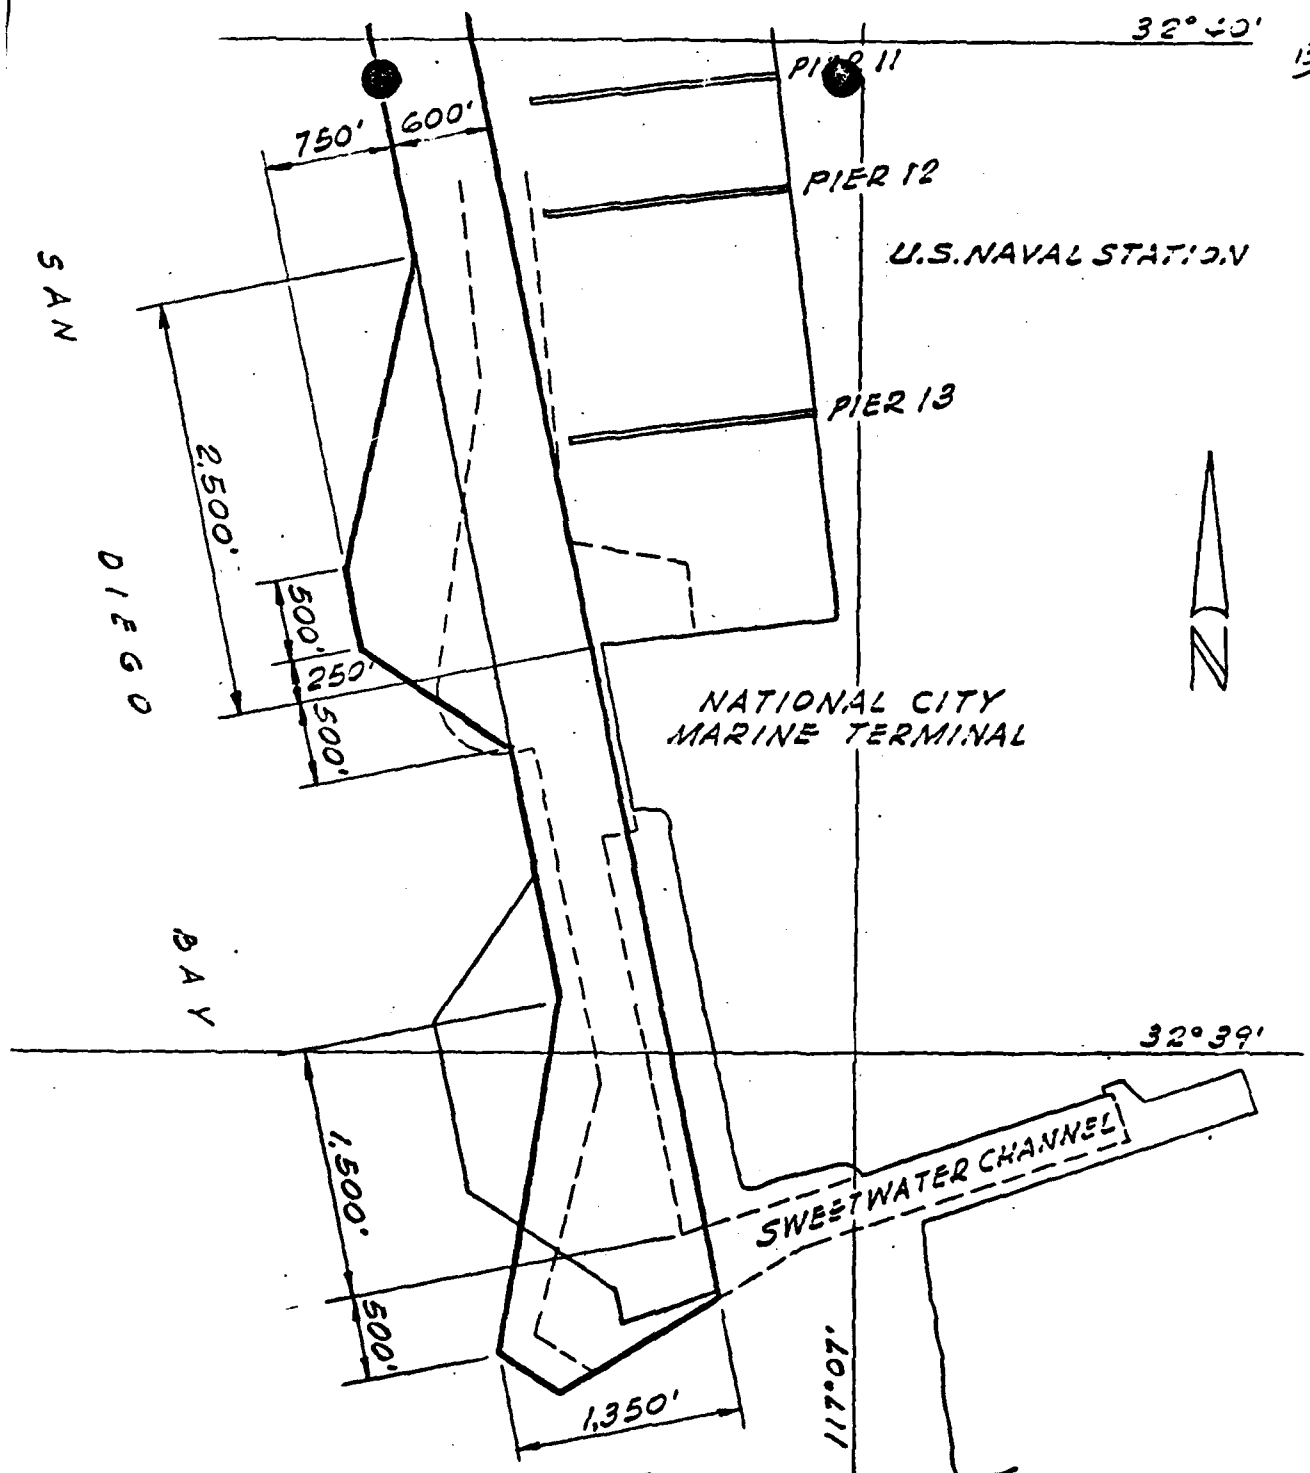 32°40'
PIER 11
750'
600'
PIER 12
U.S. NAVAL STATION
SAN
PIER 13
2,500'
DIEGO
500'
250'
500'
N
NATIONAL CITY
MARINE TERMINAL
BAY
32°39'
1,500'
SWEETWATER CHANNEL
500'
1,350'
117°07'